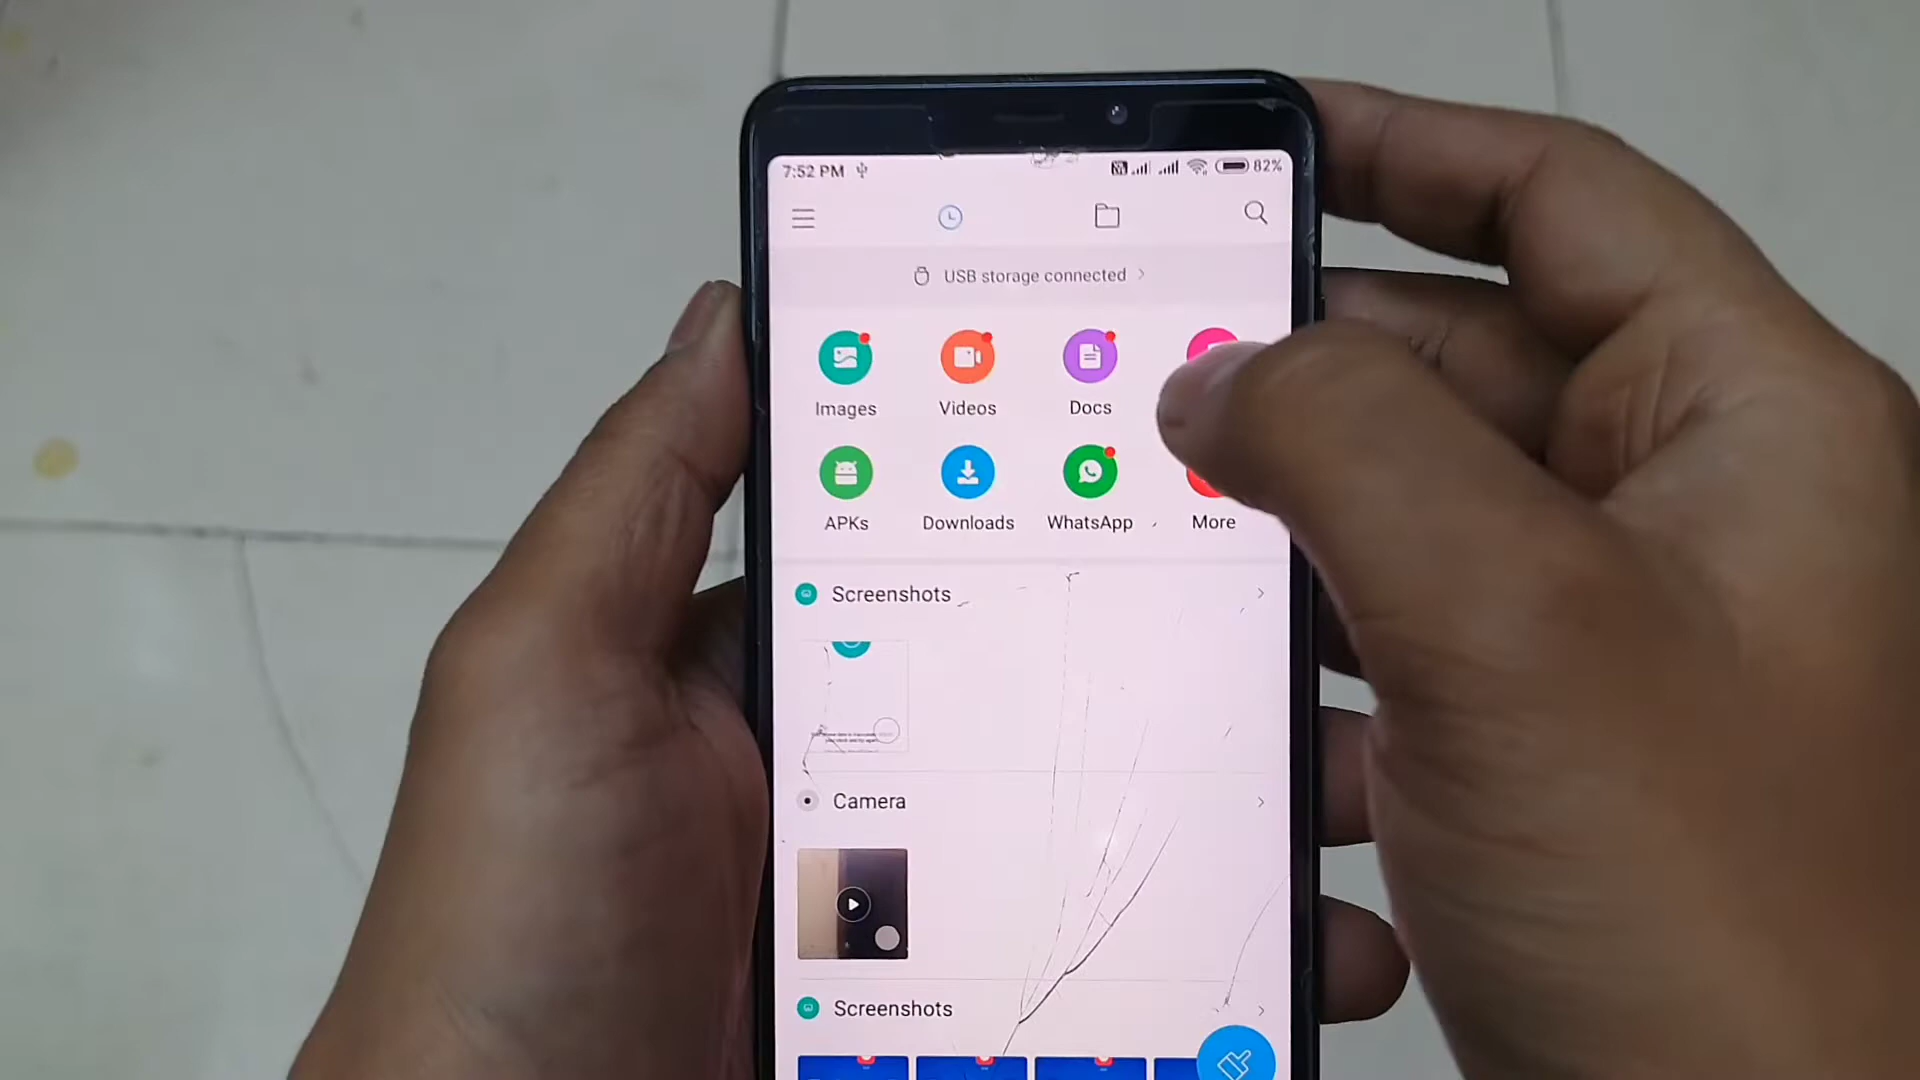 7:52 PM
82%
USB storage connected
Images
Videos
Docs
APKs
Downloads
WhatsApp
More
Screenshots
Camera
Screenshots